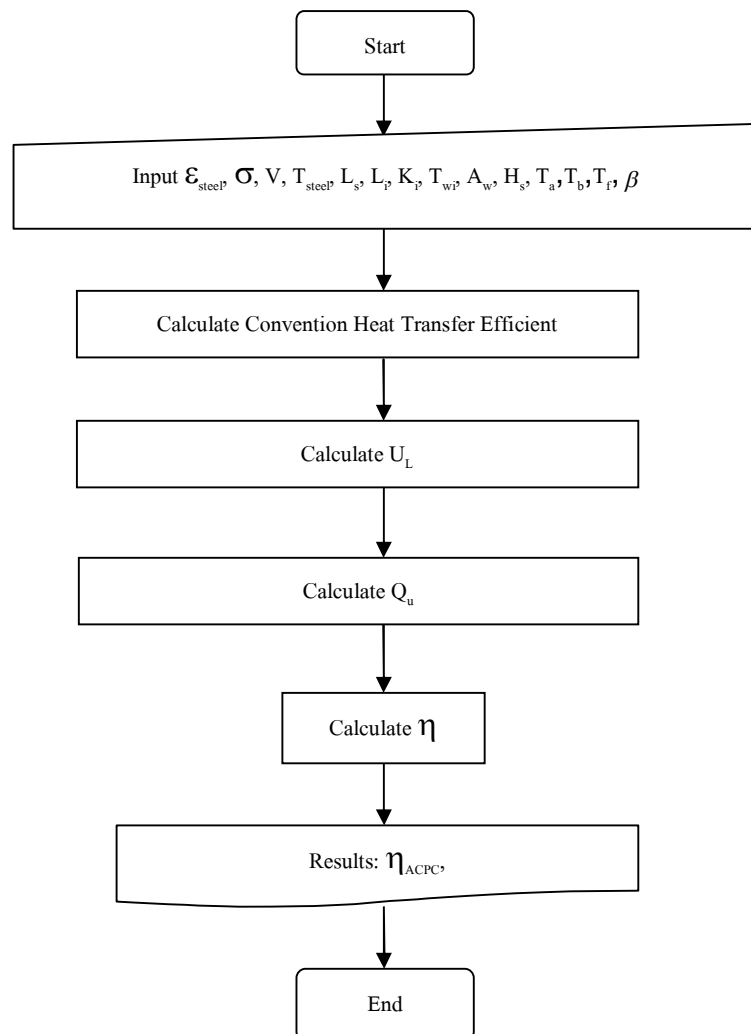 Start
Input ε_steel, σ, V, T_steel, L_s, L_i, K_i, T_wi, A_w, H_s, T_a, T_b, T_f, β
Calculate Convention Heat Transfer Efficient
Calculate U_L
Calculate Q_u
Calculate η
Results: η_ACPC,
End